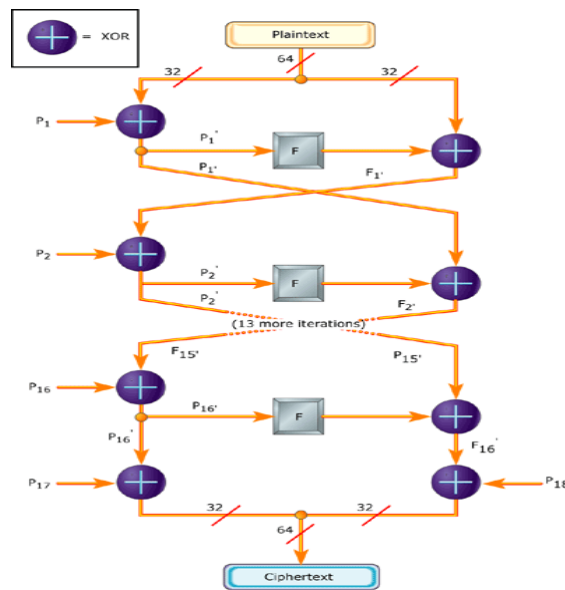 = XOR
Plaintext
64
32 32
P1
P1' F
P1' F1'
P2
P2' F
P2' F2'
(13 more iterations)
F15' P15'
P16
P16' F
P16' F16'
P17 P18
32 32
64
Ciphertext